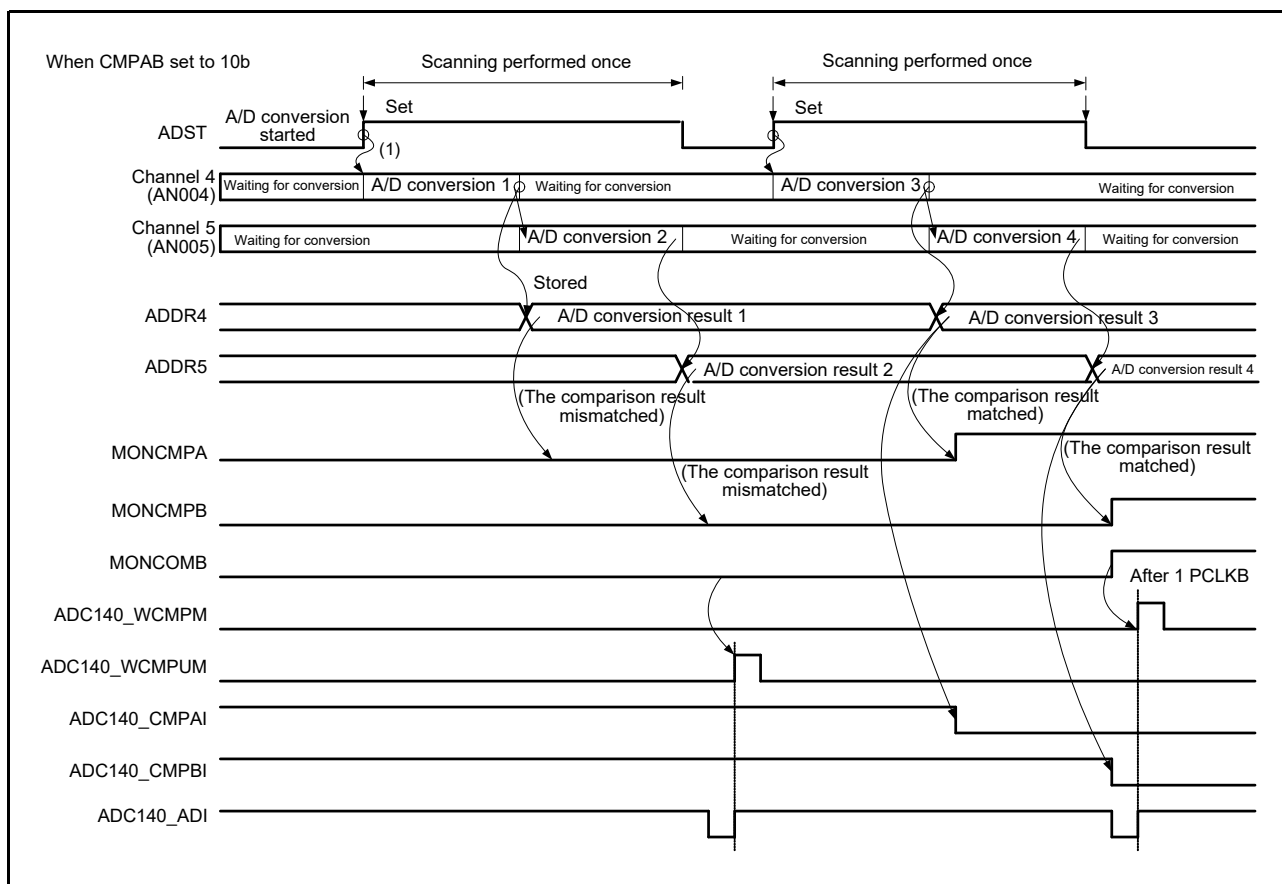 When CMPAB set to 10b
Scanning performed once
Scanning performed once
A/D conversion
started
Set
Set
ADST
(1)
Channel 4
(AN004)
Waiting for conversion
A/D conversion 1
Waiting for conversion
A/D conversion 3
Waiting for conversion
Channel 5
(AN005)
Waiting for conversion
A/D conversion 2
Waiting for conversion
A/D conversion 4
Waiting for conversion
Stored
ADDR4
A/D conversion result 1
A/D conversion result 3
ADDR5
A/D conversion result 2
A/D conversion result 4
(The comparison result
mismatched)
(The comparison result
matched)
MONCMPA
(The comparison result
mismatched)
(The comparison result
matched)
MONCMPB
MONCOMB
After 1 PCLKB
ADC140_WCMPM
ADC140_WCMPUM
ADC140_CMPAI
ADC140_CMPBI
ADC140_ADI